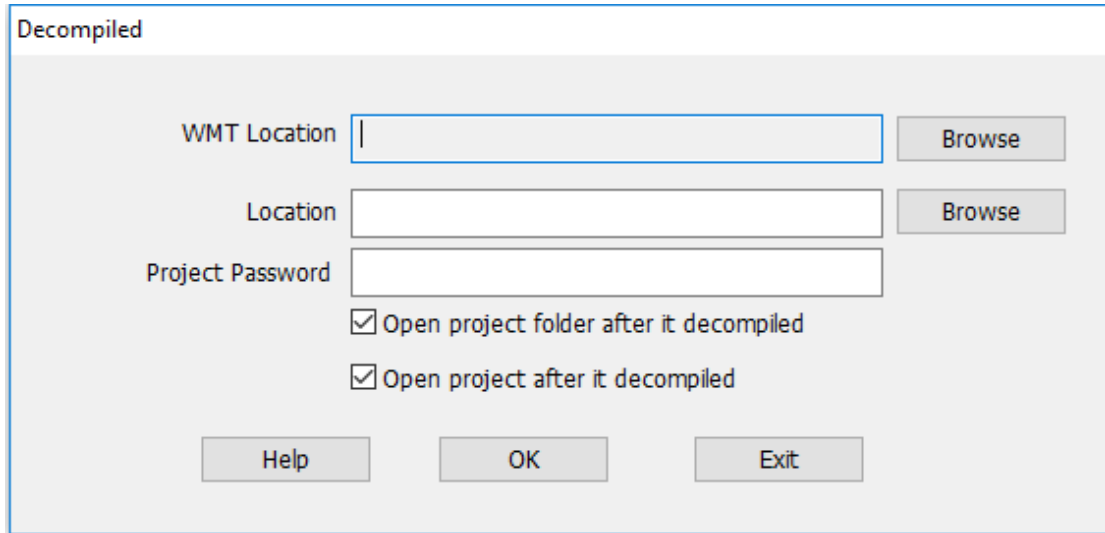 Decompiled
WMT Location
Browse
Location
Browse
Project Password
Open project folder after it decompiled
Open project after it decompiled
Help OK Exit